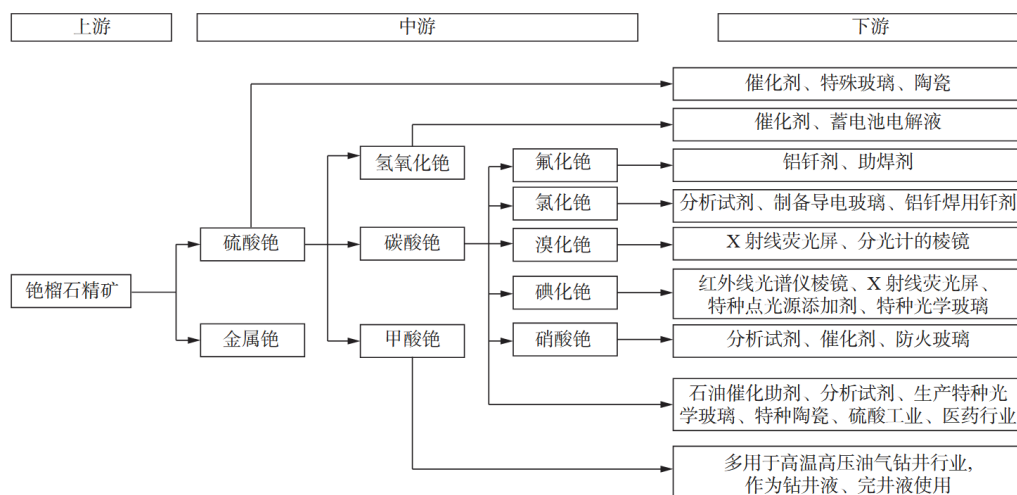 上游
中游
下游
催化剂、特殊玻璃、陶瓷
催化剂、蓄电池电解液
氢氧化铯
氟化铯
铝钎剂、助焊剂
氯化铯
分析试剂、制备导电玻璃、铝钎焊用钎剂
硫酸铯
碳酸铯
溴化铯
X 射线荧光屏、分光计的棱镜
铯榴石精矿
碘化铯
红外线光谱仪棱镜、X 射线荧光屏、
特种点光源添加剂、特种光学玻璃
金属铯
甲酸铯
硝酸铯
分析试剂、催化剂、防火玻璃
石油催化助剂、分析试剂、生产特种光
学玻璃、特种陶瓷、硫酸工业、医药行业
多用于高温高压油气钻井行业,
作为钻井液、完井液使用